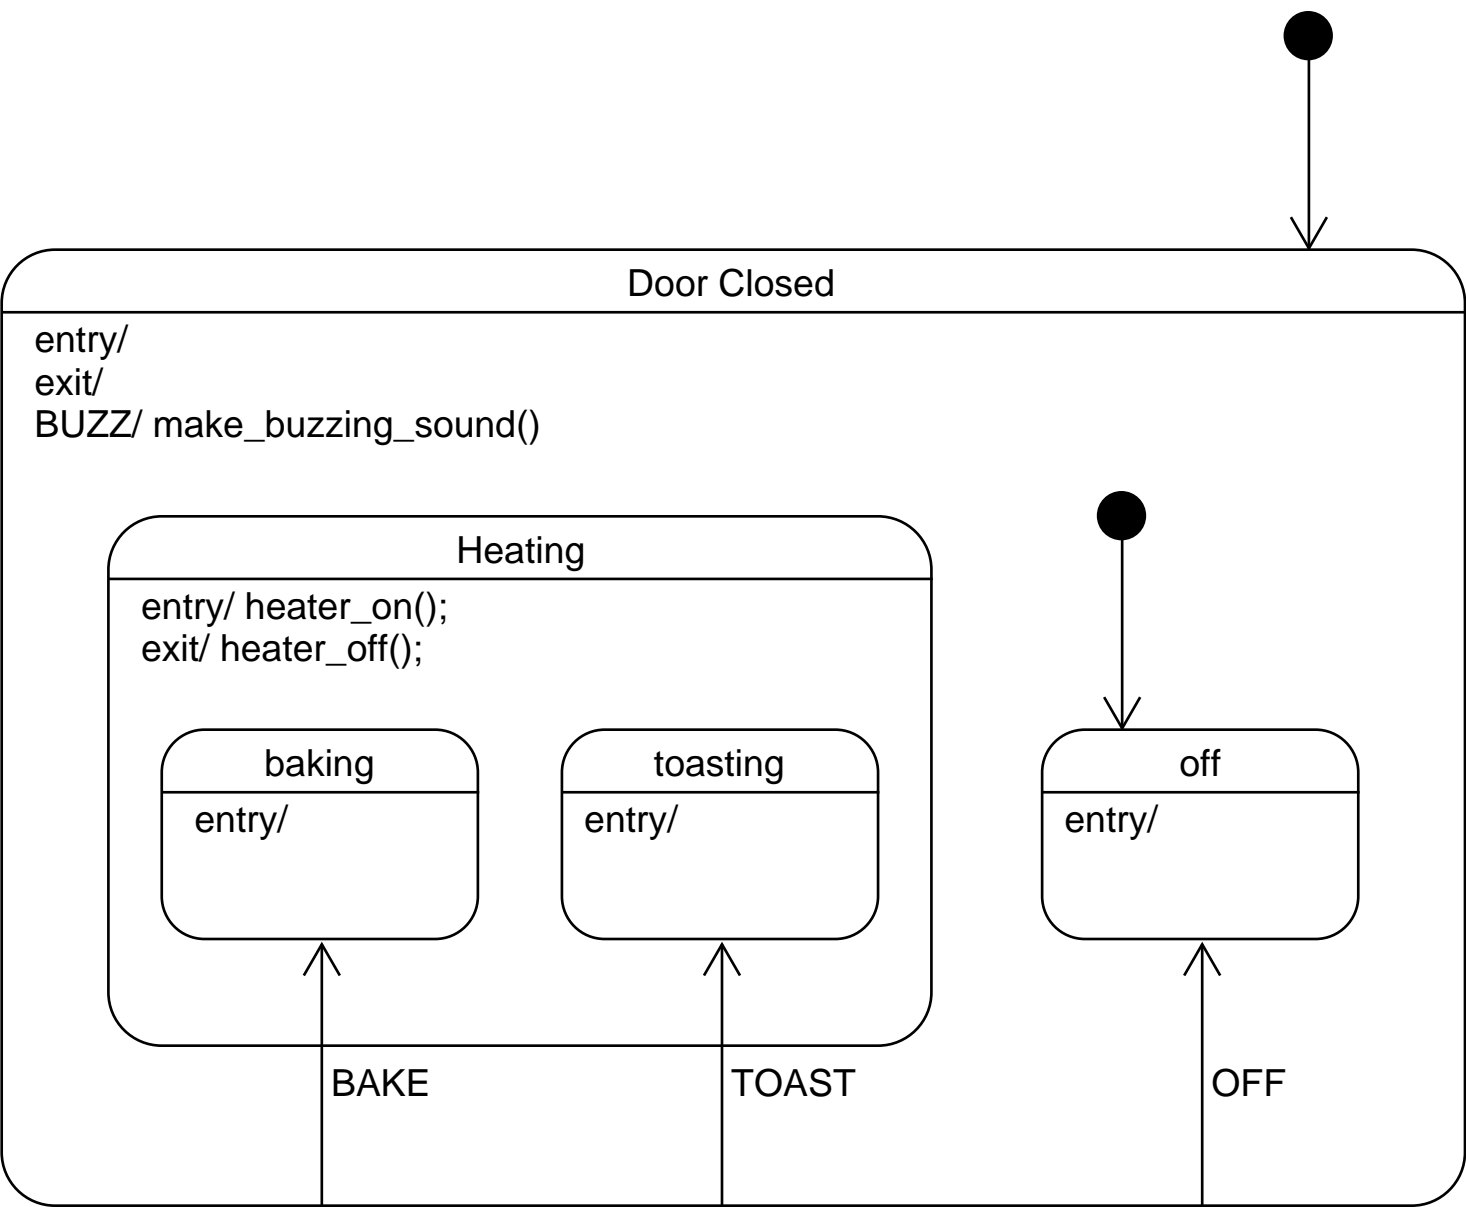 Door Closed
entry/
exit/
BUZZ/ make_buzzing_sound()
Heating
entry/ heater_on();
exit/ heater_off();
baking
entry/
toasting
entry/
off
entry/
BAKE
TOAST
OFF